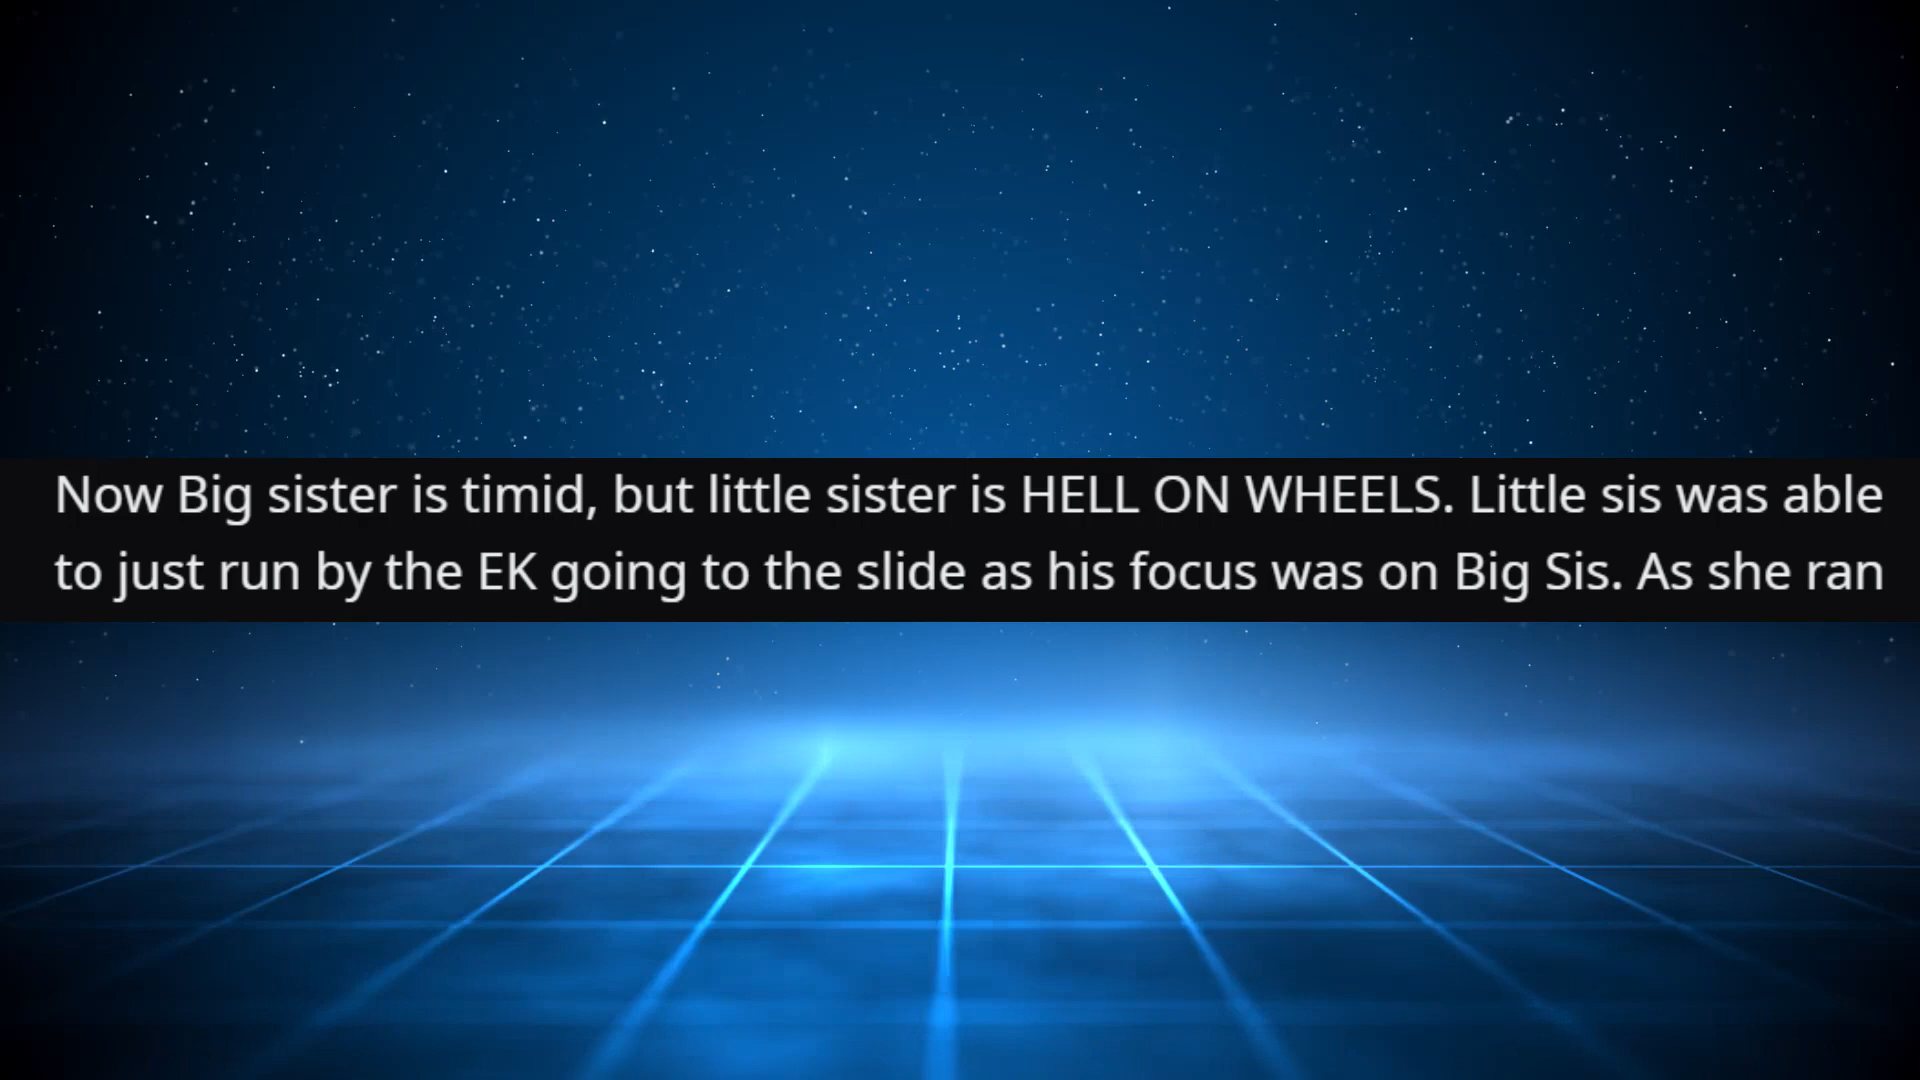 Now Big sister is timid, but little sister is HELL ON WHEELS. Little sis was able
to just run by the EK going to the slide as his focus was on Big Sis. As she ran